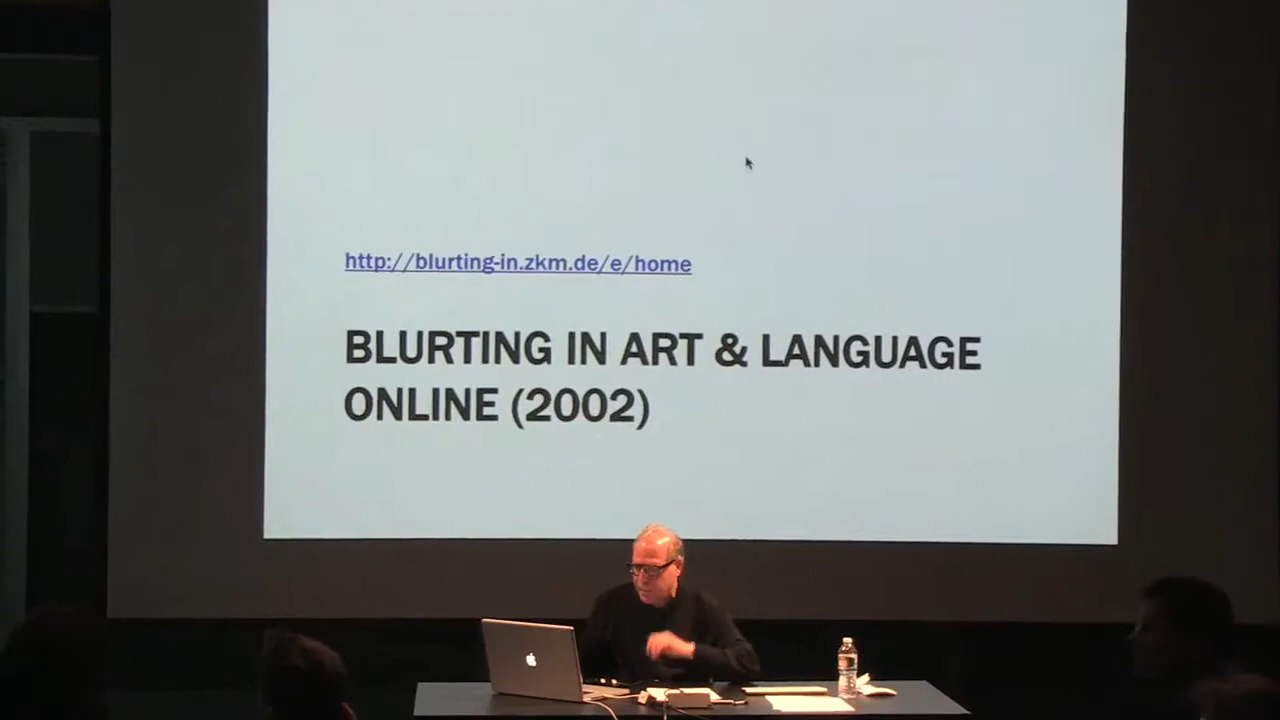 http://blurting-in.zkm.de/e/home
BLURTING IN ART & LANGUAGE
ONLINE (2002)